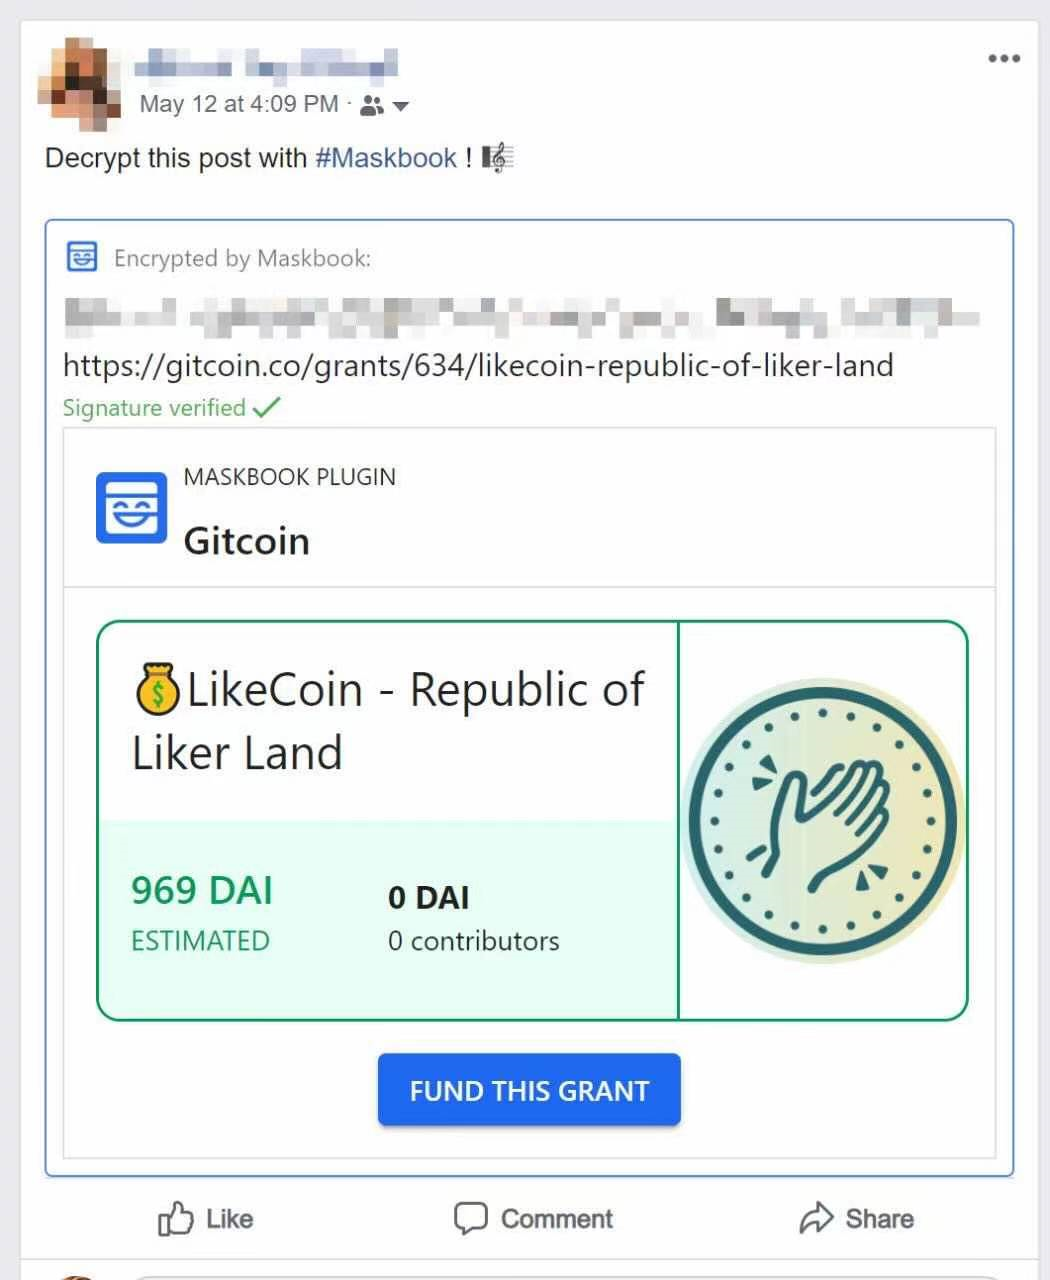 May 12 at 4:09 PM ·
Decrypt this post with #Maskbook ! 🎼
Encrypted by Maskbook:
https://gitcoin.co/grants/634/likecoin-republic-of-liker-land
Signature verified ✓
MASKBOOK PLUGIN
Gitcoin
💰LikeCoin - Republic of
Liker Land
969 DAI
ESTIMATED
0 DAI
0 contributors
FUND THIS GRANT
Like
Comment
Share